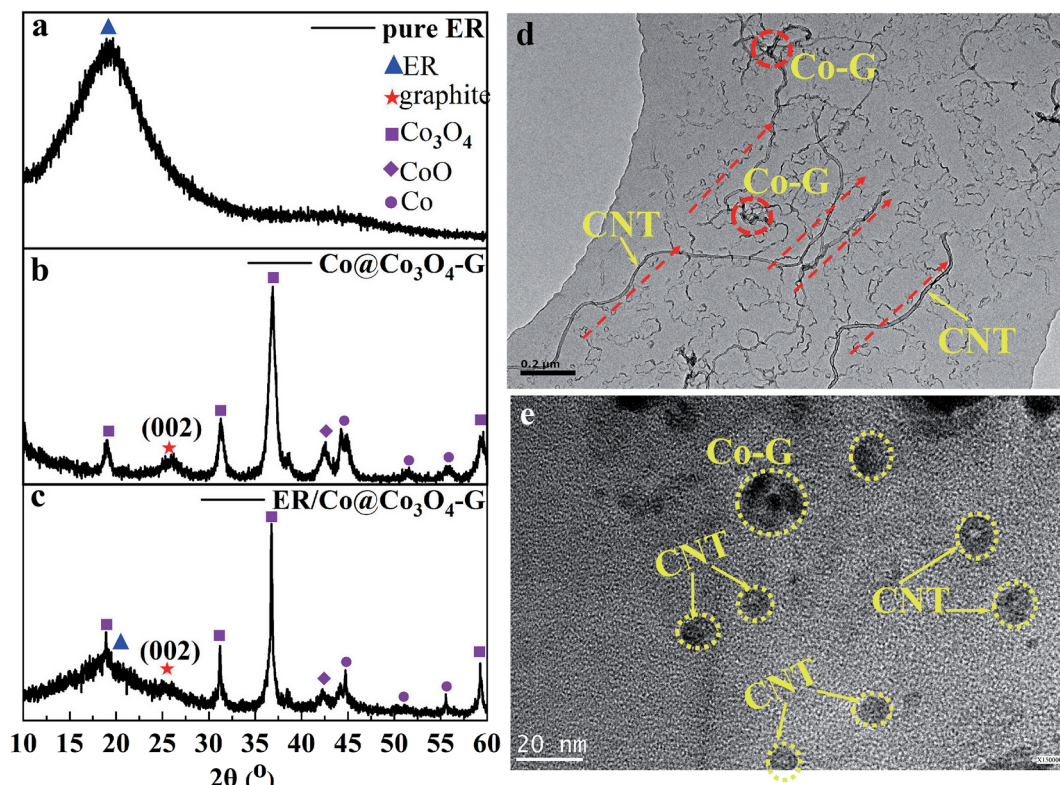 a
pure ER
ER
graphite
Co₃O₄
CoO
Co
b
Co@Co₃O₄-G
(002)
c
ER/Co@Co₃O₄-G
(002)
10 15 20 25 30 35 40 45 50 55 60
2θ (°)
d
Co-G
Co-G
CNT
CNT
0.2 µm
e
Co-G
CNT
CNT
CNT
20 nm
X150000